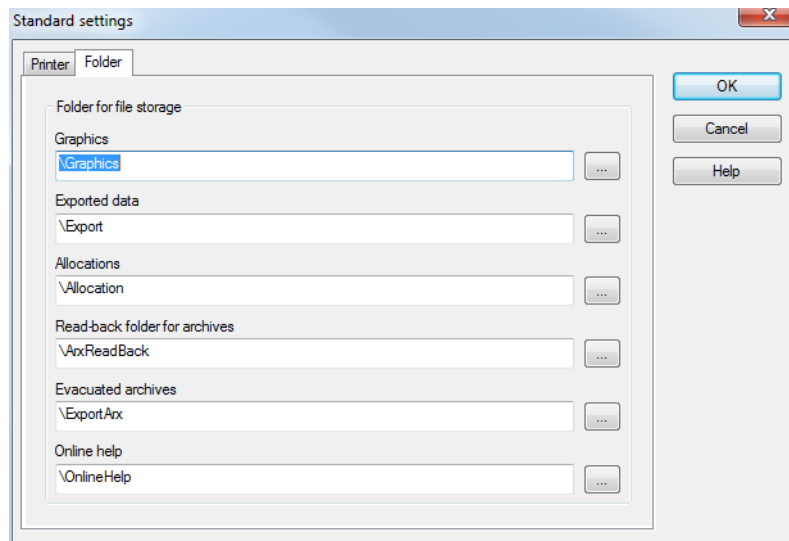 Standard settings
Printer
Folder
OK
Cancel
Help
Folder for file storage
Graphics
\Graphics
...
Exported data
\Export
...
Allocations
\Allocation
...
Read-back folder for archives
\ArxReadBack
...
Evacuated archives
\ExportArx
...
Online help
\OnlineHelp
...